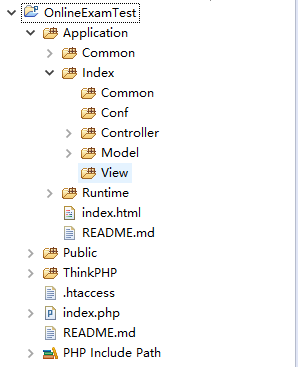 OnlineExamTest
Application
Common
Index
Common
Conf
Controller
Model
View
Runtime
index.html
README.md
Public
ThinkPHP
.htaccess
index.php
README.md
PHP Include Path